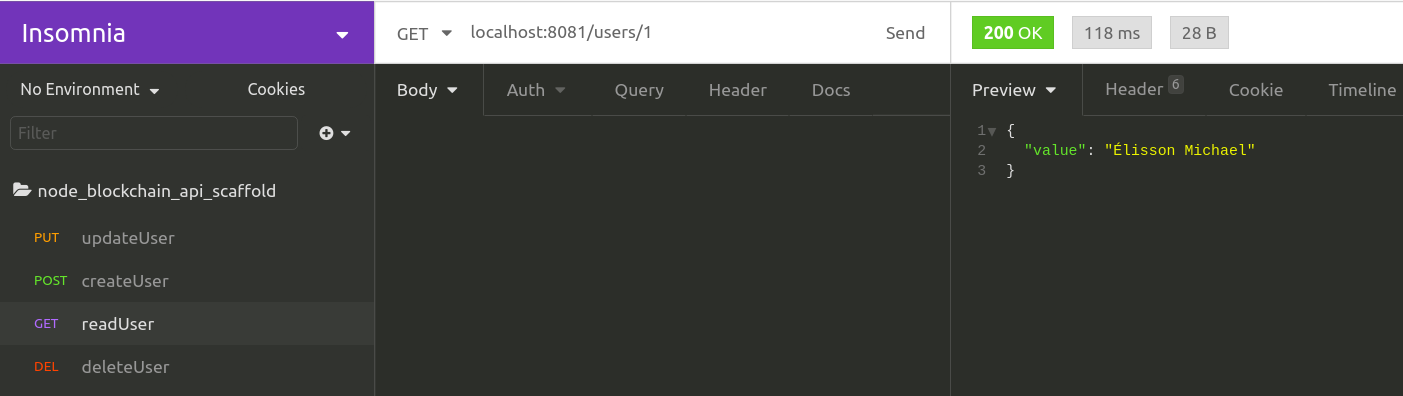 Insomnia
GET localhost:8081/users/1 Send
200 OK 118 ms 28 B
No Environment Cookies
Filter
node_blockchain_api_scaffold
PUT updateUser
POST createUser
GET readUser
DEL deleteUser
Body Auth Query Header Docs
Preview Header 6 Cookie Timeline
1 {
2 "value": "Élisson Michael"
3 }